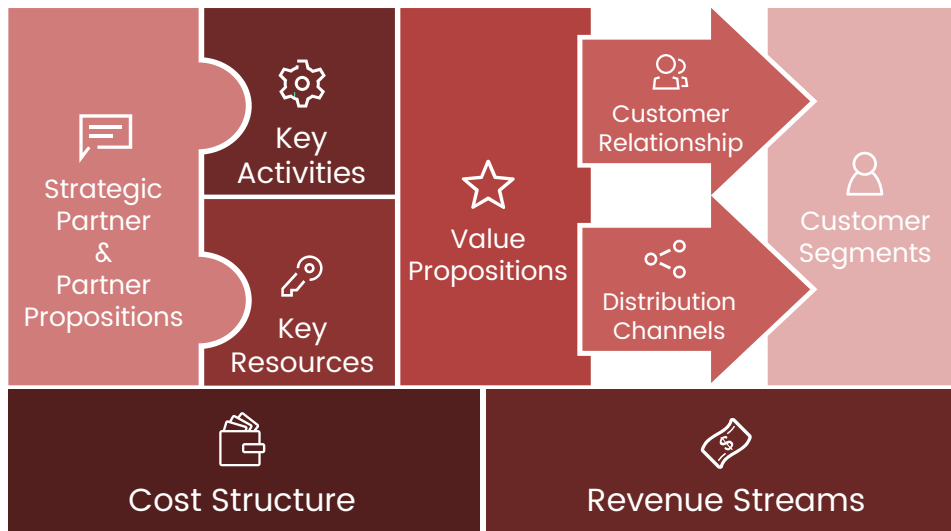 Strategic
Partner
&
Partner
Propositions
Key
Activities
Key
Resources
Value
Propositions
Customer
Relationship
Distribution
Channels
Customer
Segments
Cost Structure
$
Revenue Streams